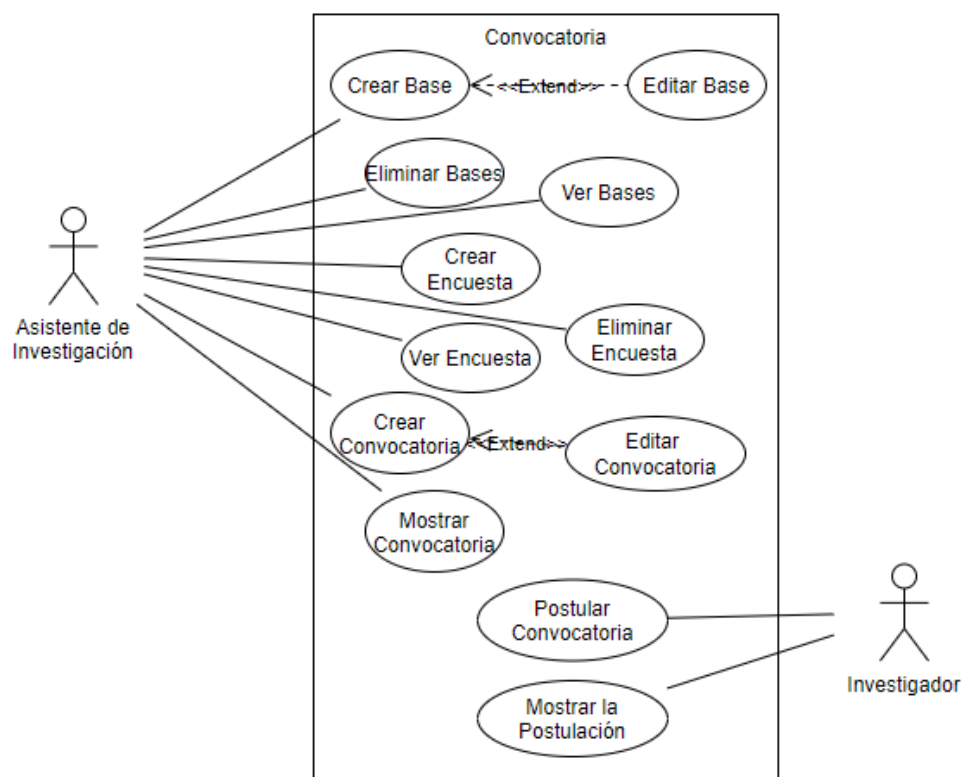 Convocatoria
Crear Base
<<Extend>>
Editar Base
Eliminar Bases
Ver Bases
Crear
Encuesta
Asistente de
Investigación
Eliminar
Encuesta
Ver Encuesta
Crear
Convocatoria
<<Extend>>
Editar
Convocatoria
Mostrar
Convocatoria
Postular
Convocatoria
Investigador
Mostrar la
Postulación